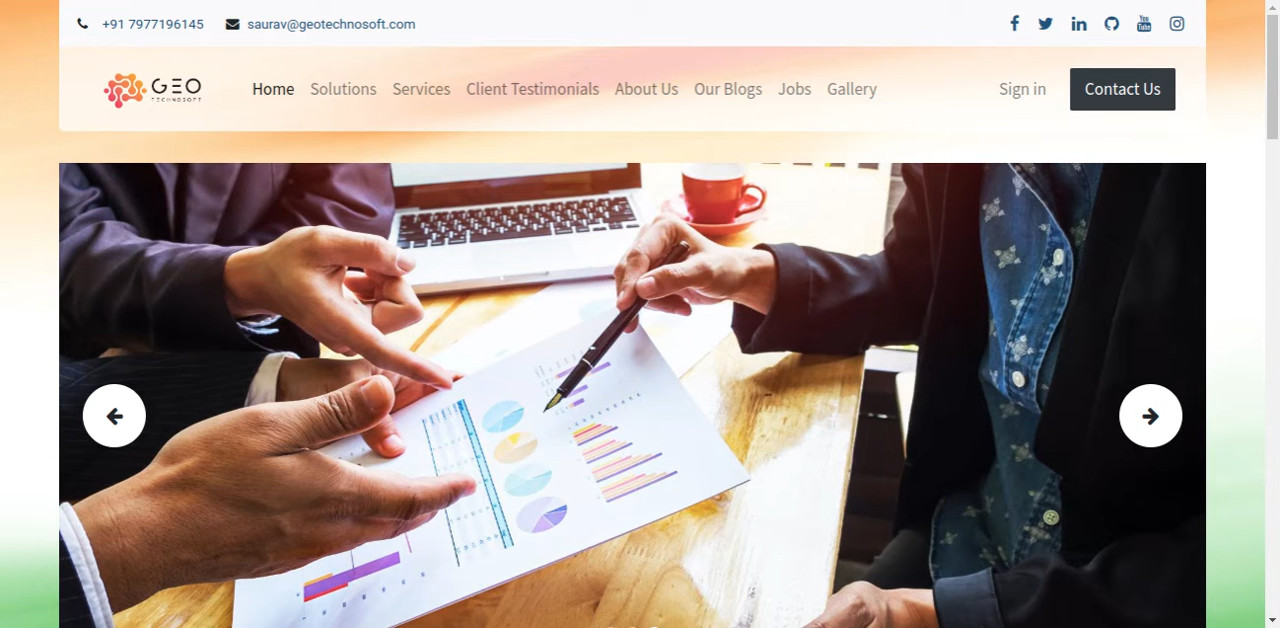 +91 7977196145 saurav@geotechnosoft.com
GEO
TECHNOSOFT
Home Solutions Services Client Testimonials About Us Our Blogs Jobs Gallery Sign in Contact Us